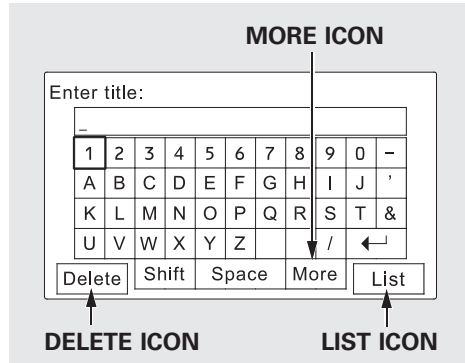 MORE ICON
Enter title:
_
1 2 3 4 5 6 7 8 9 0 -
A B C D E F G H I J ’
K L M N O P Q R S T &
U V W X Y Z / ↵
Delete Shift Space More List
DELETE ICON LIST ICON